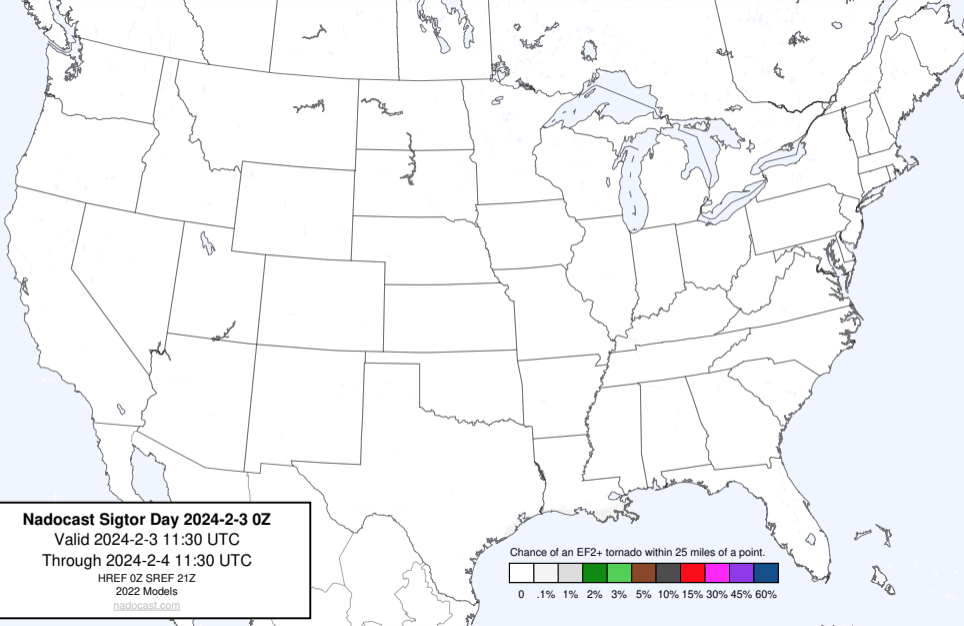 Nadocast Sigtor Day 2024-2-3 0Z
Valid 2024-2-3 11:30 UTC
Through 2024-2-4 11:30 UTC
HREF 0Z SREF 21Z
2022 Models
nadocast.com
Chance of an EF2+ tornado within 25 miles of a point.
0 .1% 1% 2% 3% 5% 10% 15% 30% 45% 60%